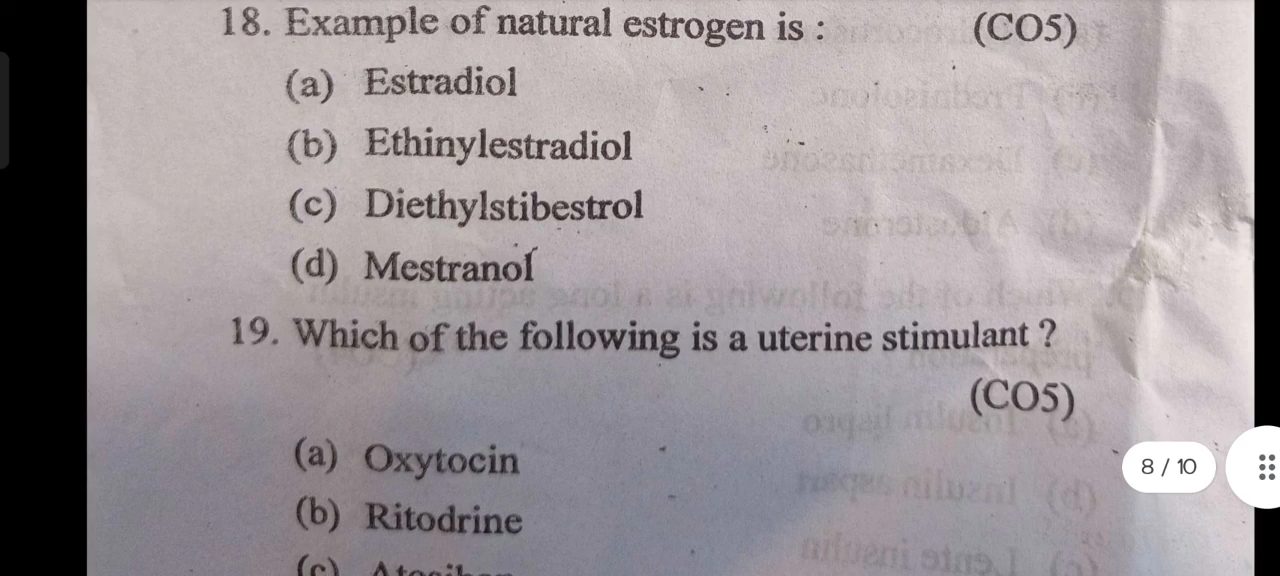 18. Example of natural estrogen is : (CO5)
(a) Estradiol
(b) Ethinylestradiol
(c) Diethylstibestrol
(d) Mestranol
19. Which of the following is a uterine stimulant ?
(CO5)
(a) Oxytocin
8 / 10
(b) Ritodrine
(c)